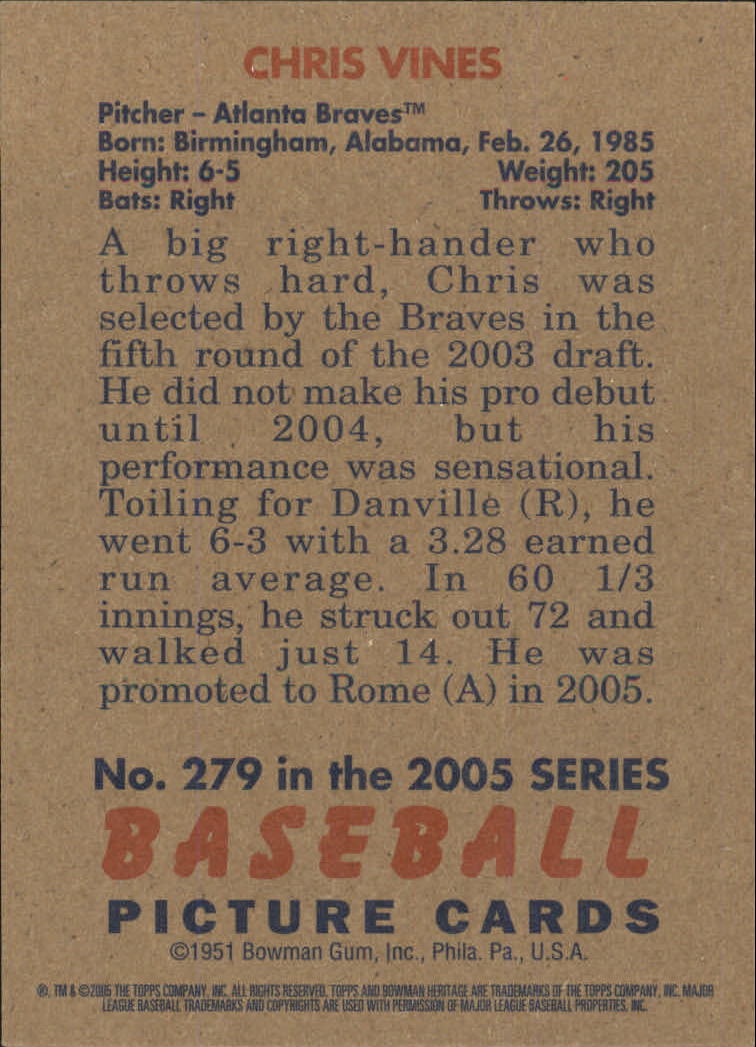 CHRIS VINES
Pitcher – Atlanta Braves™
Born: Birmingham, Alabama, Feb. 26, 1985
Height: 6-5 Weight: 205
Bats: Right Throws: Right
A big right-hander who
throws hard, Chris was
selected by the Braves in the
fifth round of the 2003 draft.
He did not make his pro debut
until 2004, but his
performance was sensational.
Toiling for Danville (R), he
went 6-3 with a 3.28 earned
run average. In 60 1/3
innings, he struck out 72 and
walked just 14. He was
promoted to Rome (A) in 2005.
No. 279 in the 2005 SERIES
BASEBALL
PICTURE CARDS
©1951 Bowman Gum, Inc., Phila. Pa., U.S.A.
®, TM & ©2005 THE TOPPS COMPANY, INC. ALL RIGHTS RESERVED. TOPPS AND BOWMAN HERITAGE ARE TRADEMARKS OF THE TOPPS COMPANY, INC. MAJOR
LEAGUE BASEBALL TRADEMARKS AND COPYRIGHTS ARE USED WITH PERMISSION OF MAJOR LEAGUE BASEBALL PROPERTIES, INC.